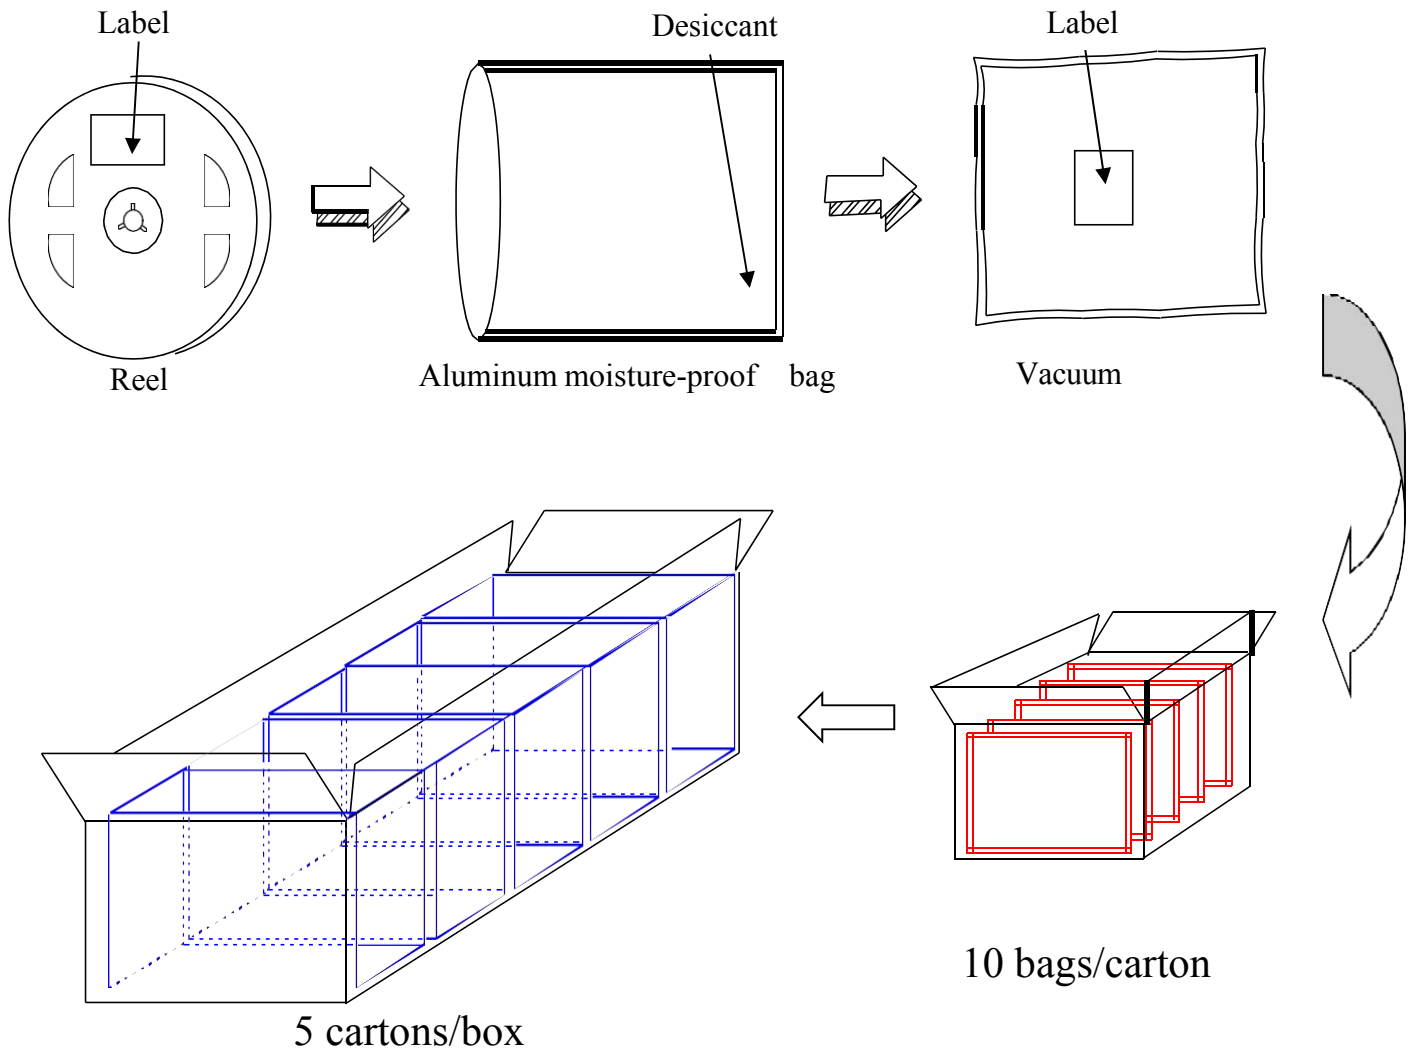 Label
Desiccant
Label
Reel
Aluminum moisture-proof bag
Vacuum
10 bags/carton
5 cartons/box